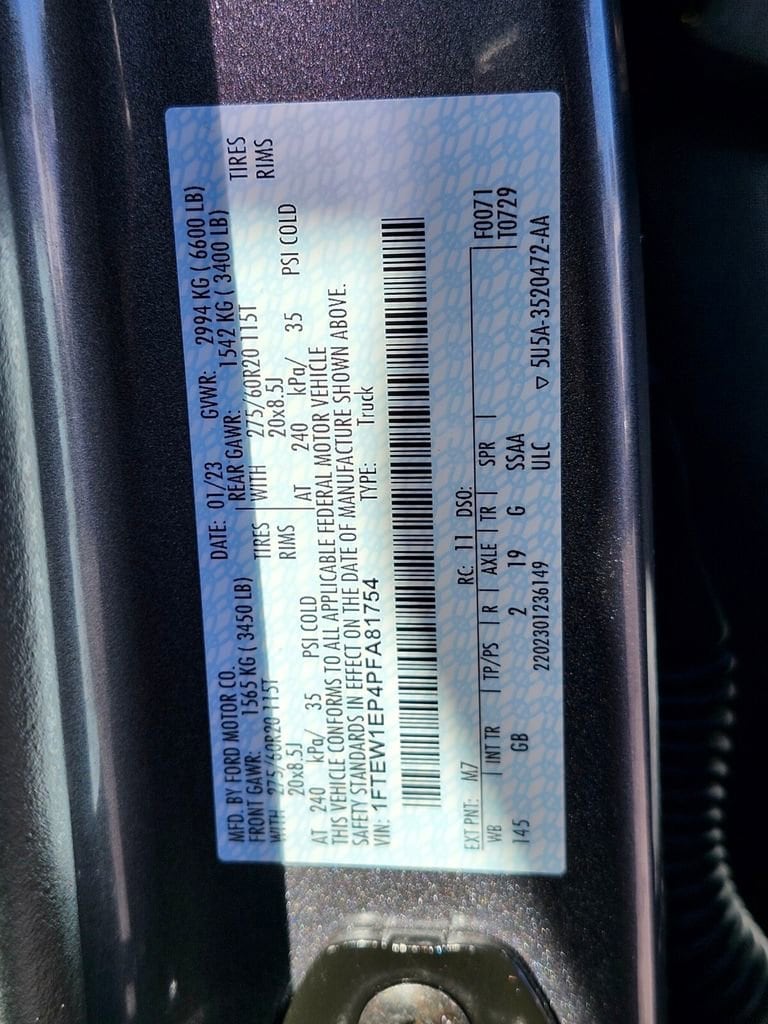 MFD. BY FORD MOTOR CO. DATE: 01/23 GVWR: 2994 KG ( 6600 LB)
FRONT GAWR: 1565 KG ( 3450 LB) REAR GAWR: 1542 KG ( 3400 LB)
WITH 275/60R20 115T TIRES WITH 275/60R20 115T TIRES
20x8.5J RIMS 20x8.5J RIMS
AT 240 kPa/ 35 PSI COLD AT 240 kPa/ 35 PSI COLD
THIS VEHICLE CONFORMS TO ALL APPLICABLE FEDERAL MOTOR VEHICLE
SAFETY STANDARDS IN EFFECT ON THE DATE OF MANUFACTURE SHOWN ABOVE.
VIN: 1FTEW1EP4PFA81754 TYPE: Truck
EXT PNT: M7 RC: 11 DSO: F0071
WB INT TR TP/PS R AXLE TR SPR T0729
145 GB 2 19 G SSAA
2202301236149 ULC ▽ 5U5A-3520472-AA